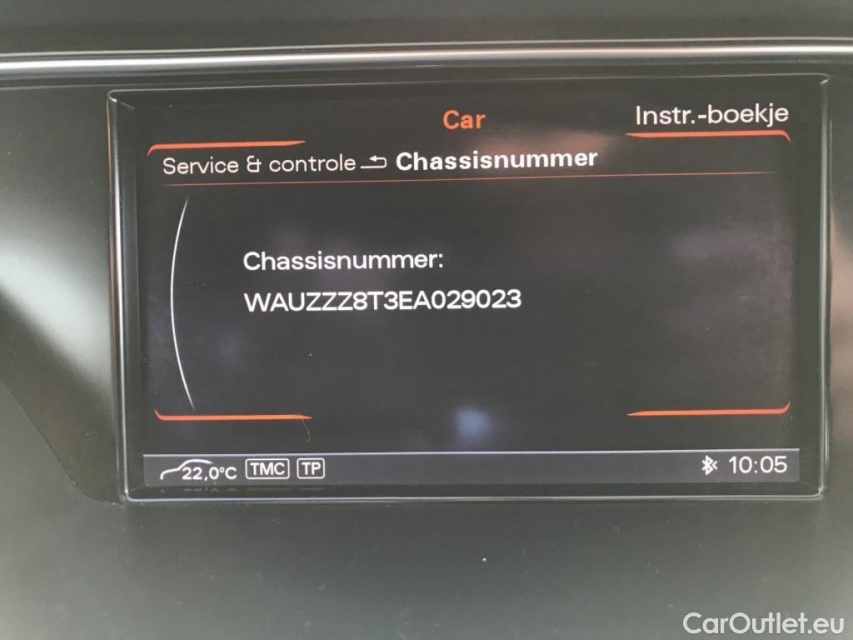 Car
Instr.-boekje
Service & controle Chassisnummer
Chassisnummer:
WAUZZZ8T3EA029023
22,0°C TMC TP 10:05
CarOutlet.eu